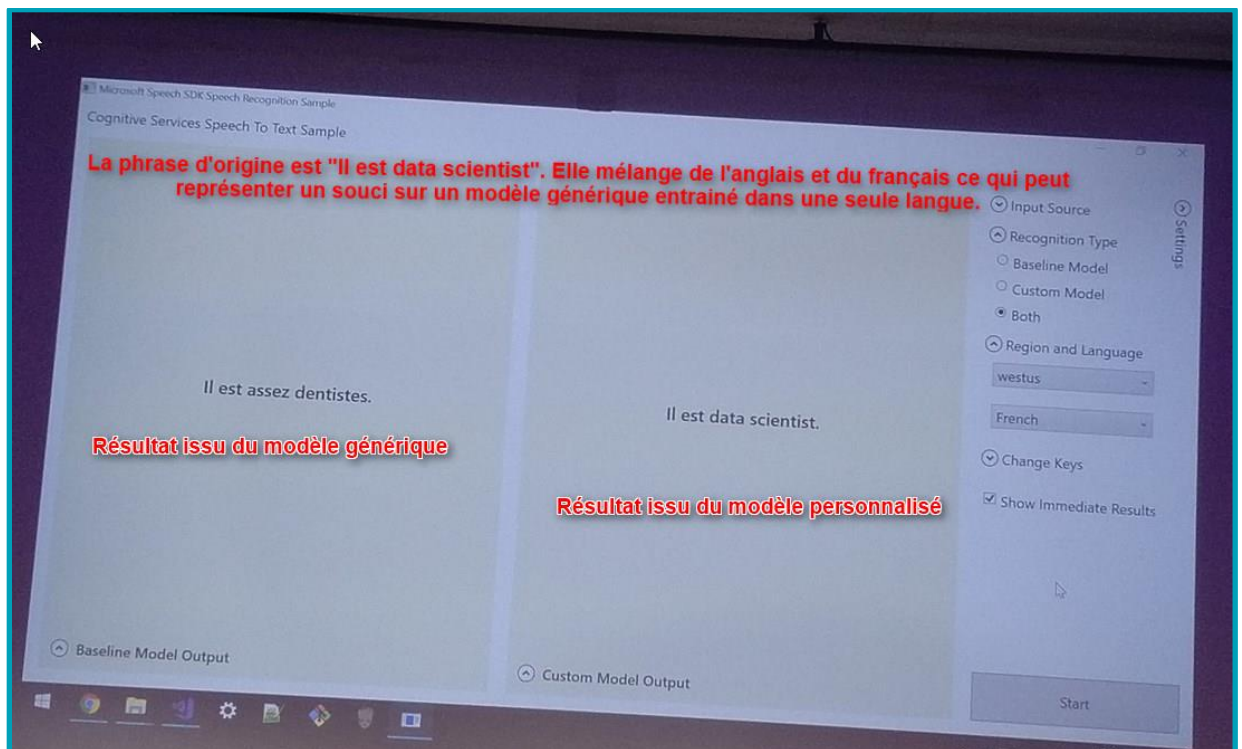 Microsoft Speech SDK Speech Recognition Sample
Cognitive Services Speech To Text Sample
La phrase d'origine est "Il est data scientist". Elle mélange de l'anglais et du français ce qui peut
représenter un souci sur un modèle générique entrainé dans une seule langue.
Il est assez dentistes.
Résultat issu du modèle générique
Baseline Model Output
Il est data scientist.
Résultat issu du modèle personnalisé
Custom Model Output
Settings
Input Source
Recognition Type
Baseline Model
Custom Model
Both
Region and Language
westus
French
Change Keys
Show Immediate Results
Start